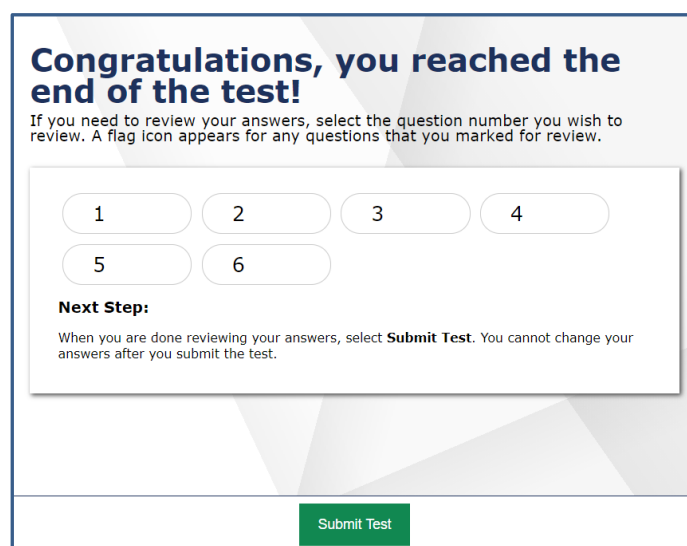 Congratulations, you reached the
end of the test!
If you need to review your answers, select the question number you wish to
review. A flag icon appears for any questions that you marked for review.
1 2 3 4
5 6
Next Step:
When you are done reviewing your answers, select Submit Test. You cannot change your
answers after you submit the test.
Submit Test